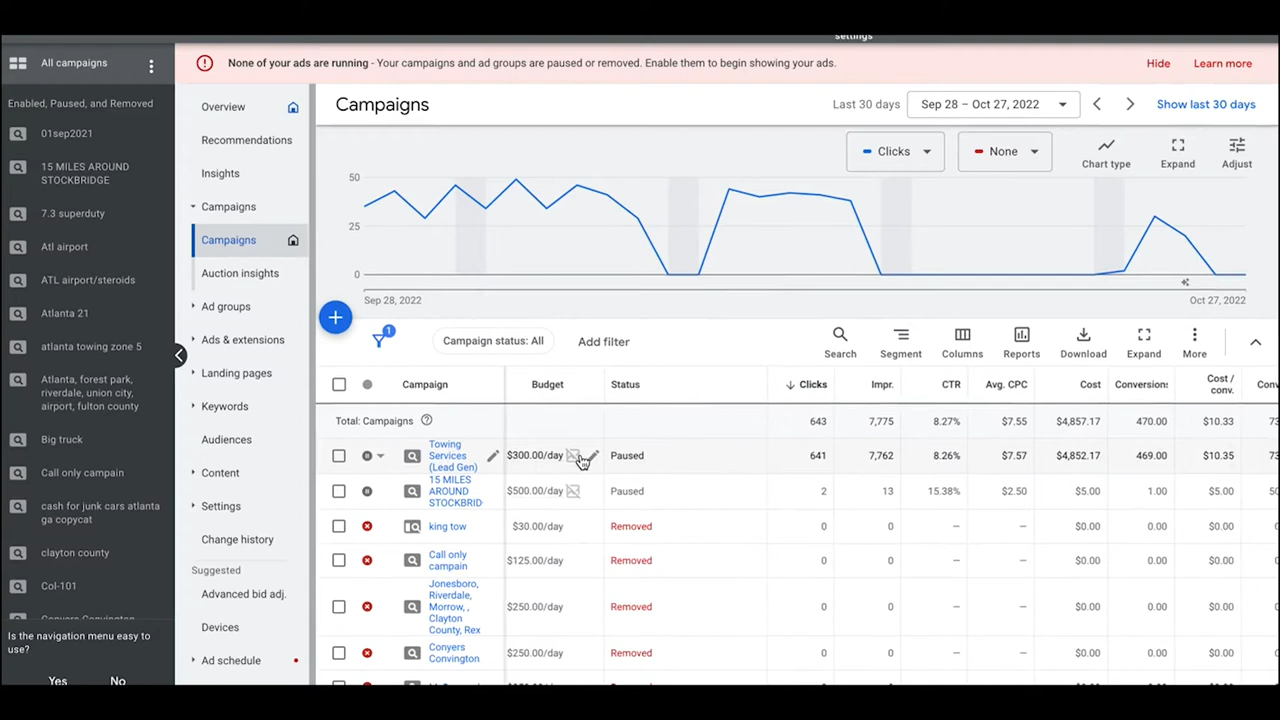 settings
All campaigns
None of your ads are running - Your campaigns and ad groups are paused or removed. Enable them to begin showing your ads.
Hide
Learn more
Enabled, Paused, and Removed
01sep2021
15 MILES AROUND
STOCKBRIDGE
7.3 superduty
Atl airport
ATL airport/steroids
Atlanta 21
atlanta towing zone 5
Atlanta, forest park,
riverdale, union city,
airport, fulton county
Big truck
Call only campain
cash for junk cars atlanta
ga copycat
clayton county
Col-101
Is the navigation menu easy to
use?
Yes
No
Overview
Recommendations
Insights
Campaigns
Campaigns
Auction insights
Ad groups
Ads & extensions
Landing pages
Keywords
Audiences
Content
Settings
Change history
Suggested
Advanced bid adj.
Devices
Ad schedule
Campaigns
Last 30 days
Sep 28 – Oct 27, 2022
Show last 30 days
Clicks
None
Chart type
Expand
Adjust
50
25
0
Sep 28, 2022
Oct 27, 2022
1
Campaign status: All
Add filter
Search
Segment
Columns
Reports
Download
Expand
More
Campaign
Budget
Status
Clicks
Impr.
CTR
Avg. CPC
Cost
Conversions
Cost /
conv.
Conv
Total: Campaigns
643
7,775
8.27%
$7.55
$4,857.17
470.00
$10.33
73
Towing
Services
(Lead Gen)
$300.00/day
Paused
641
7,762
8.26%
$7.57
$4,852.17
469.00
$10.35
73
15 MILES
AROUND
STOCKBRID
$500.00/day
Paused
2
13
15.38%
$2.50
$5.00
1.00
$5.00
50
king tow
$30.00/day
Removed
0
0
–
–
$0.00
0.00
$0.00
0
Call only
campain
$125.00/day
Removed
0
0
–
–
$0.00
0.00
$0.00
0
Jonesboro,
Riverdale,
Morrow, ,
Clayton
County, Rex
$250.00/day
Removed
0
0
–
–
$0.00
0.00
$0.00
0
Conyers
Convington
$250.00/day
Removed
0
0
–
–
$0.00
0.00
$0.00
0